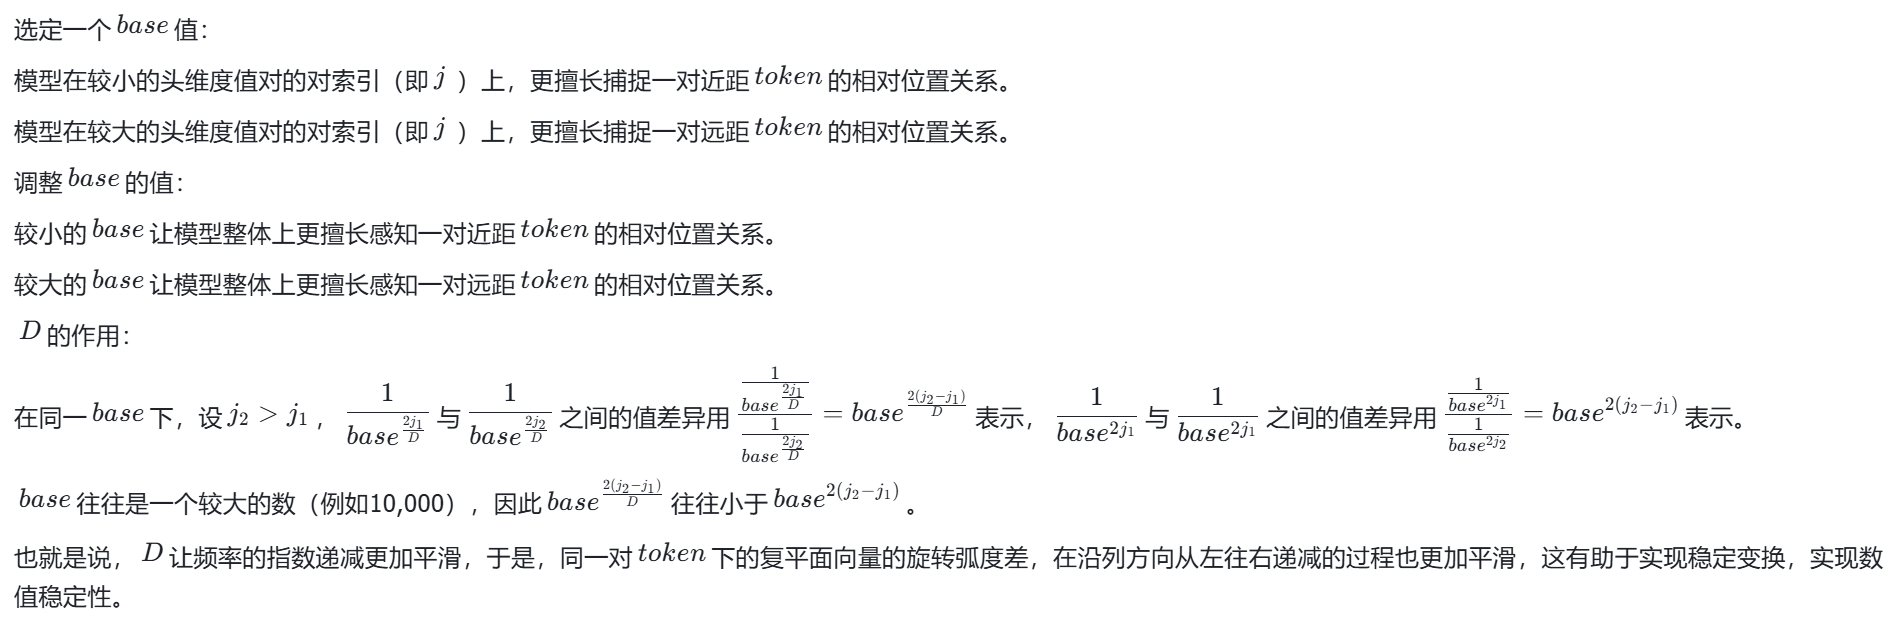 选定一个 $base$ 值：
模型在较小的头维度值对的对索引（即 $j$ ）上，更擅长捕捉一对近距 $token$ 的相对位置关系。
模型在较大的头维度值对的对索引（即 $j$ ）上，更擅长捕捉一对远距 $token$ 的相对位置关系。
调整 $base$ 的值：
较小的 $base$ 让模型整体上更擅长感知一对近距 $token$ 的相对位置关系。
较大的 $base$ 让模型整体上更擅长感知一对远距 $token$ 的相对位置关系。
$D$ 的作用：
在同一 $base$ 下，设 $j_2 > j_1$ ， $\frac{1}{base^{\frac{2j_1}{D}}}$ 与 $\frac{1}{base^{\frac{2j_2}{D}}}$ 之间的值差异用 $\frac{\frac{1}{base^{\frac{2j_1}{D}}}}{\frac{1}{base^{\frac{2j_2}{D}}}} = base^{\frac{2(j_2-j_1)}{D}}$ 表示， $\frac{1}{base^{2j_1}}$ 与 $\frac{1}{base^{2j_1}}$ 之间的值差异用 $\frac{\frac{1}{base^{2j_1}}}{\frac{1}{base^{2j_2}}} = base^{2(j_2-j_1)}$ 表示。
$base$ 往往是一个较大的数（例如10,000），因此 $base^{\frac{2(j_2-j_1)}{D}}$ 往往小于 $base^{2(j_2-j_1)}$ 。
也就是说， $D$ 让频率的指数递减更加平滑，于是，同一对 $token$ 下的复平面向量的旋转弧度差，在沿列方向从左往右递减的过程也更加平滑，这有助于实现稳定变换，实现数
值稳定性。